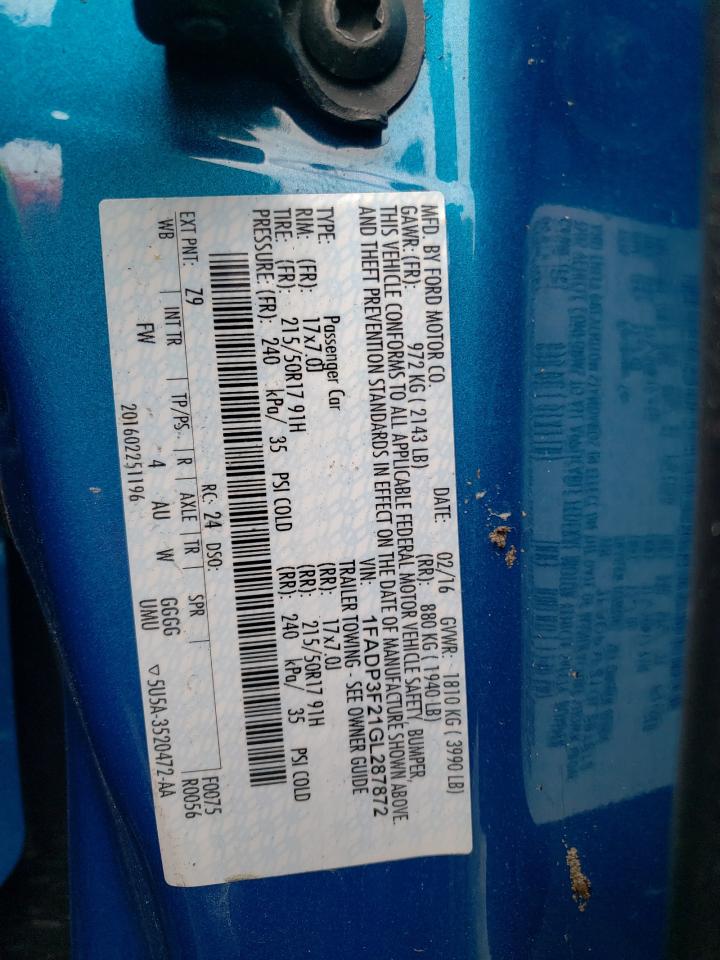 MFD. BY FORD MOTOR CO.
DATE: 02/16 GVWR: 1810 KG ( 3990 LB)
GAWR: (FR): 972 KG ( 2143 LB) (RR): 880 KG ( 1940 LB)
THIS VEHICLE CONFORMS TO ALL APPLICABLE FEDERAL MOTOR VEHICLE SAFETY, BUMPER,
AND THEFT PREVENTION STANDARDS IN EFFECT ON THE DATE OF MANUFACTURE SHOWN ABOVE.
VIN: 1FADP3F21GL287872
TYPE: Passenger Car TRAILER TOWING - SEE OWNER GUIDE
RIM: (FR): 17x7.0J (RR): 17x7.0J
TIRE: (FR): 215/50R17 91H (RR): 215/50R17 91H
PRESSURE: (FR): 240 kPa/ 35 PSI COLD (RR): 240 kPa/ 35 PSI COLD
RC: 24 DSO: F0075
EXT PNT: Z9 R0056
WB INT TR TP/PS R AXLE TR SPR
FW 4 AU W GGGG
201602251196 UMU ▽5U5A-3520472-AA